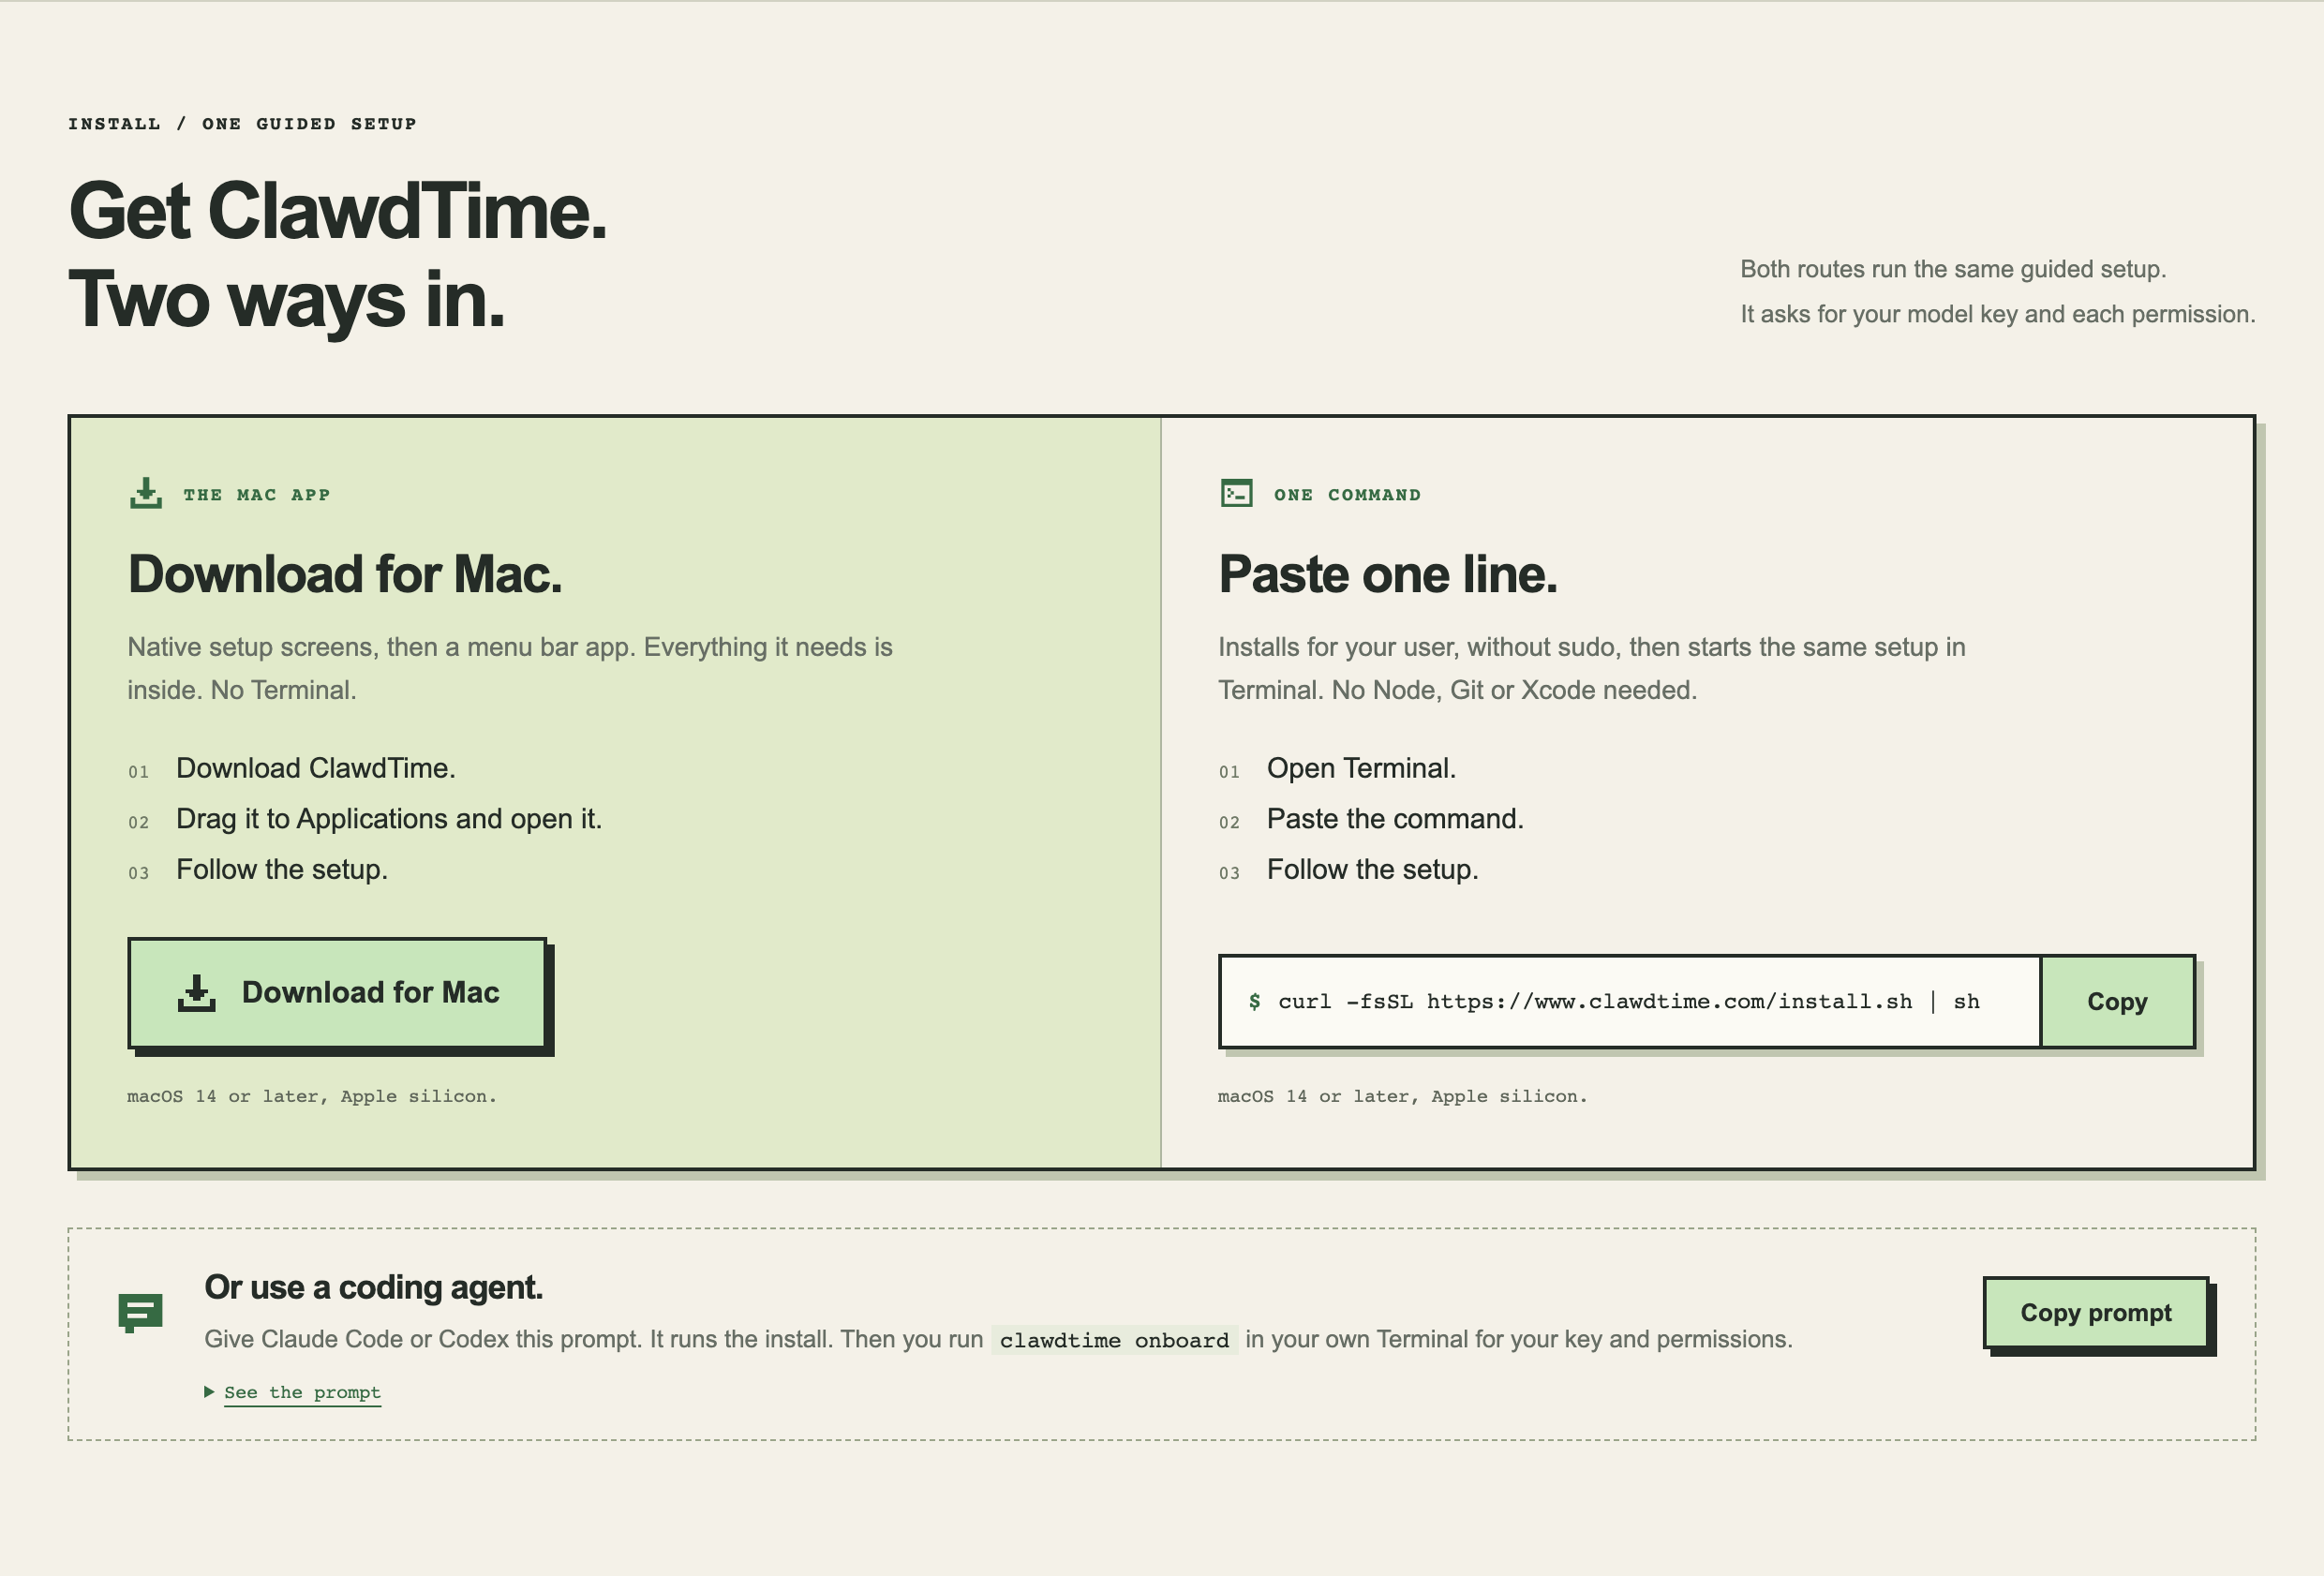 INSTALL / ONE GUIDED SETUP
Get ClawdTime.
Two ways in.
Both routes run the same guided setup.
It asks for your model key and each permission.
THE MAC APP
Download for Mac.
Native setup screens, then a menu bar app. Everything it needs is
inside. No Terminal.
01 Download ClawdTime.
02 Drag it to Applications and open it.
03 Follow the setup.
Download for Mac
macOS 14 or later, Apple silicon.
ONE COMMAND
Paste one line.
Installs for your user, without sudo, then starts the same setup in
Terminal. No Node, Git or Xcode needed.
01 Open Terminal.
02 Paste the command.
03 Follow the setup.
$ curl -fsSL https://www.clawdtime.com/install.sh | sh
Copy
macOS 14 or later, Apple silicon.
Or use a coding agent.
Give Claude Code or Codex this prompt. It runs the install. Then you run clawdtime onboard in your own Terminal for your key and permissions.
See the prompt
Copy prompt